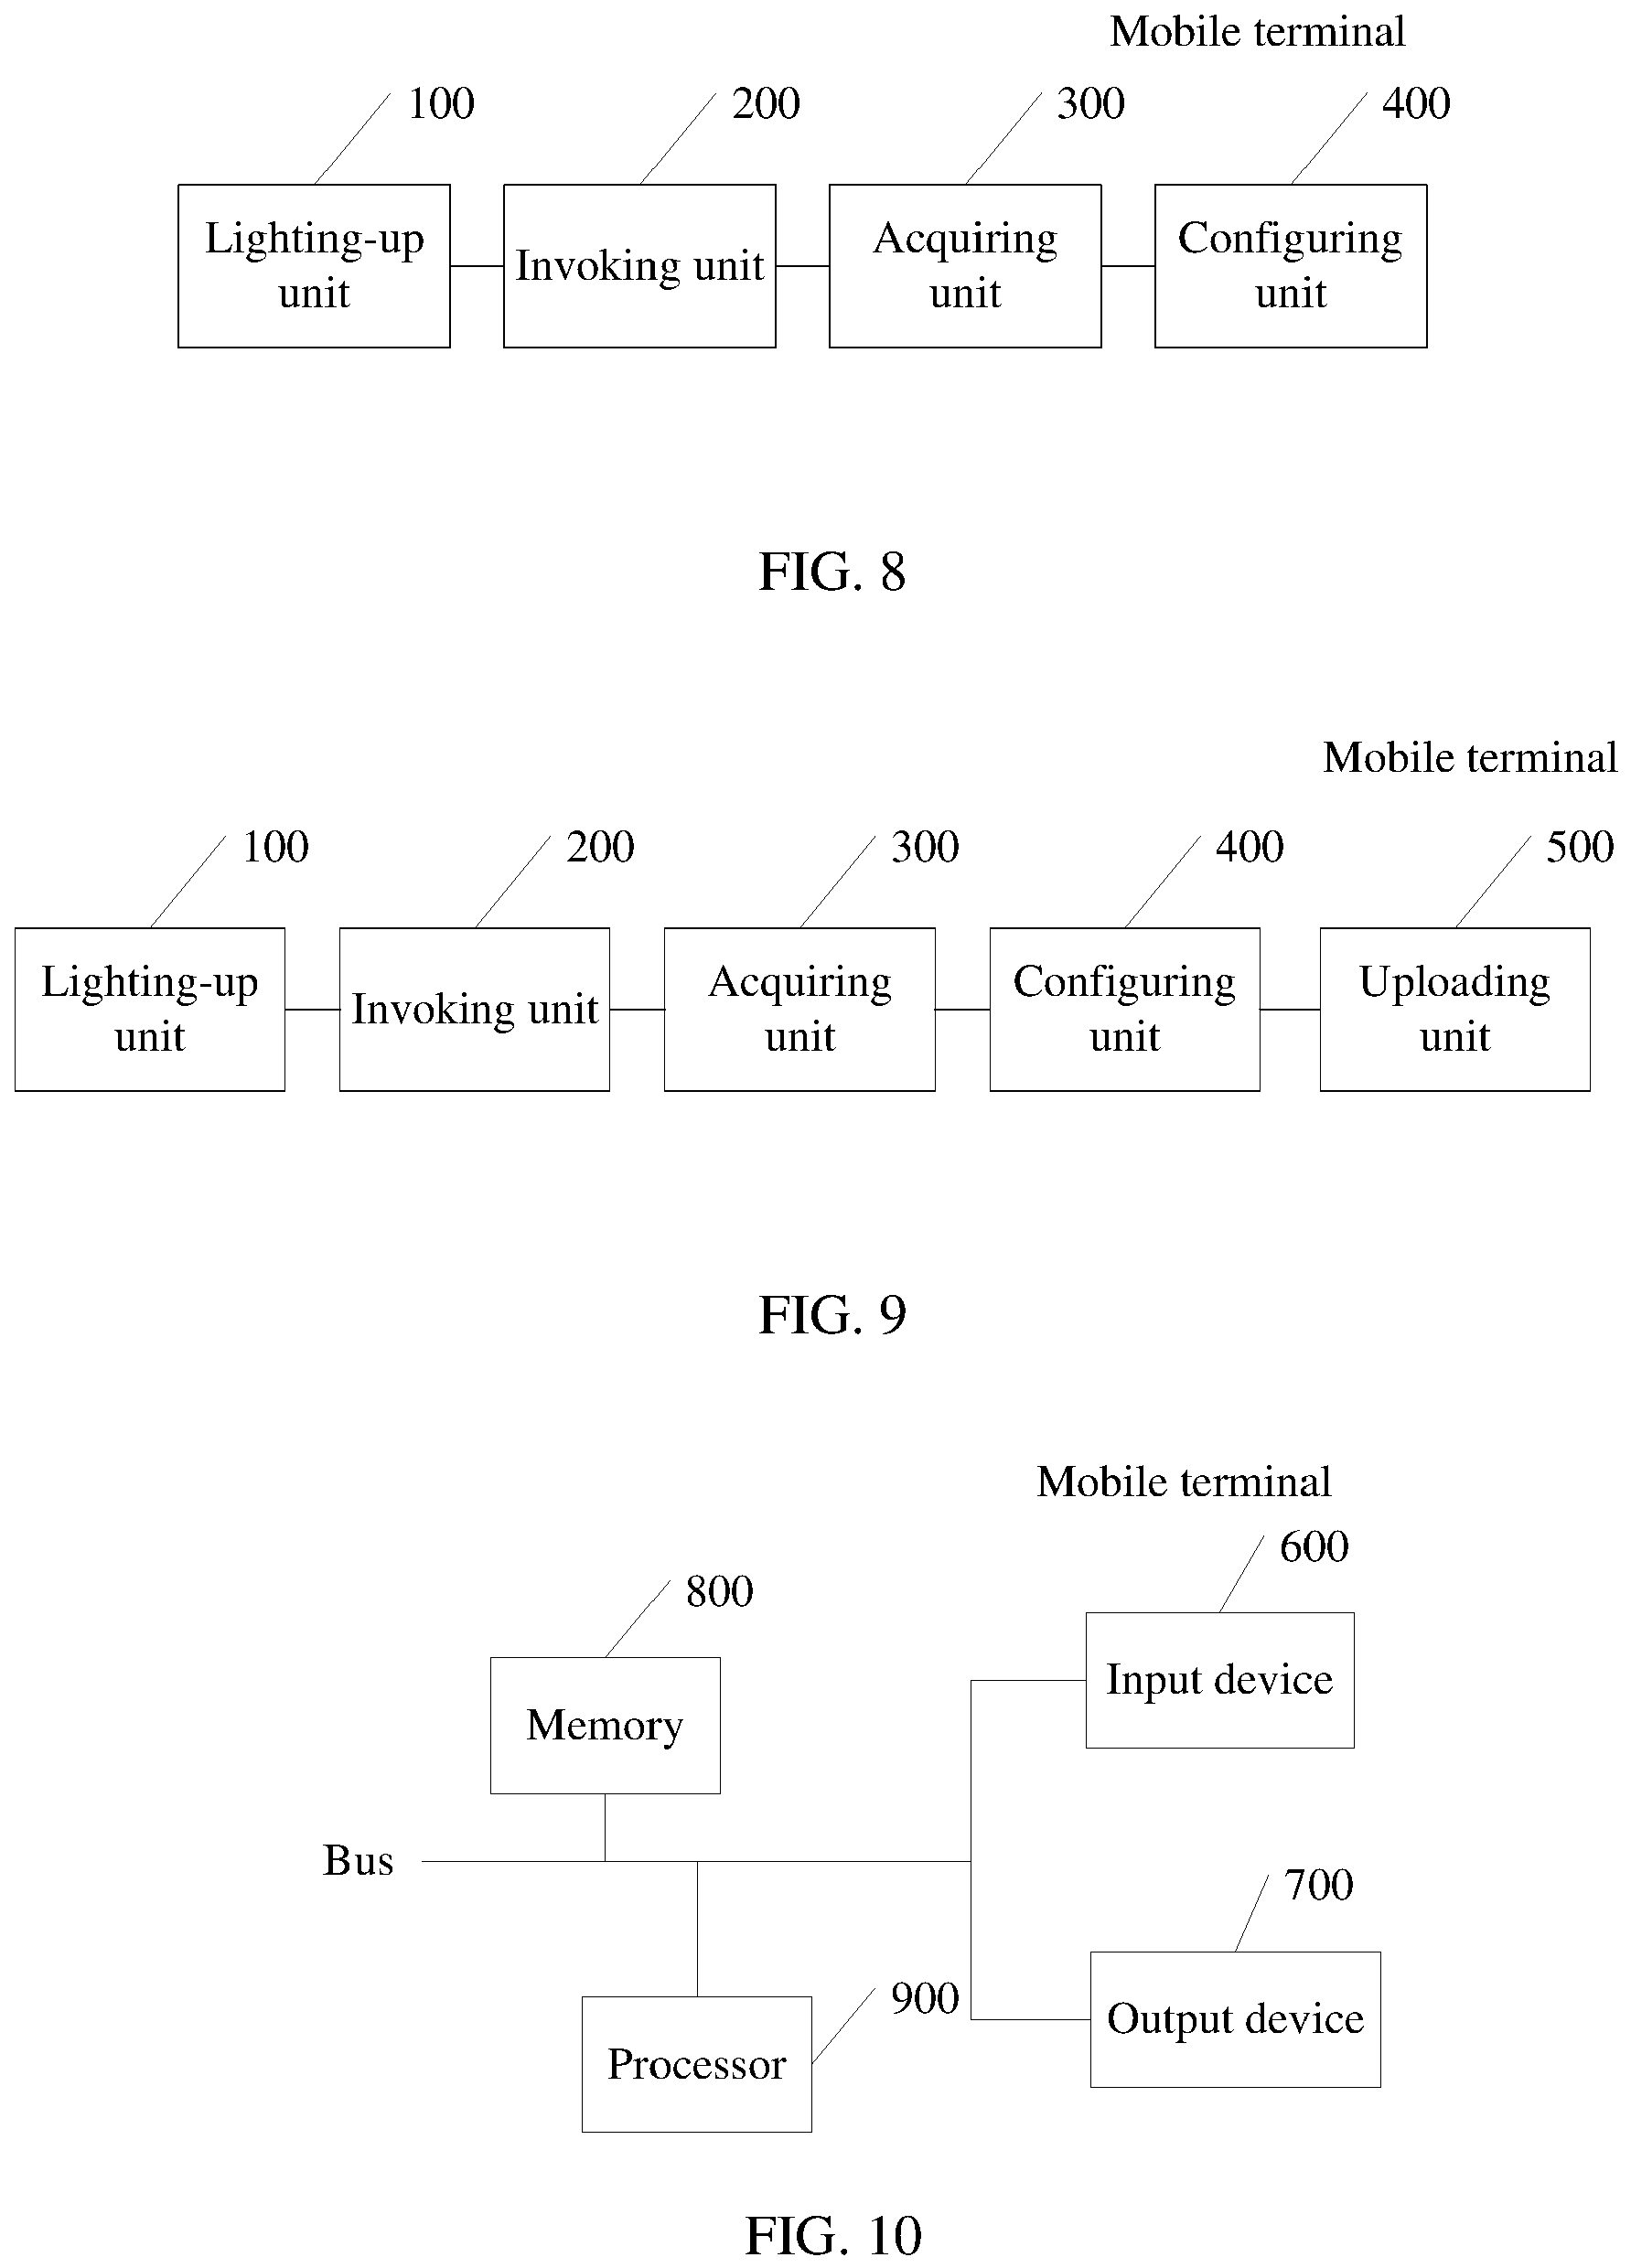 Mobile terminal
100 200 300 400
Lighting-up unit
Invoking unit
Acquiring unit
Configuring unit
FIG. 8
Mobile terminal
100 200 300 400 500
Lighting-up unit
Invoking unit
Acquiring unit
Configuring unit
Uploading unit
FIG. 9
Mobile terminal
600
800
Input device
Memory
Bus
700
900
Output device
Processor
FIG. 10